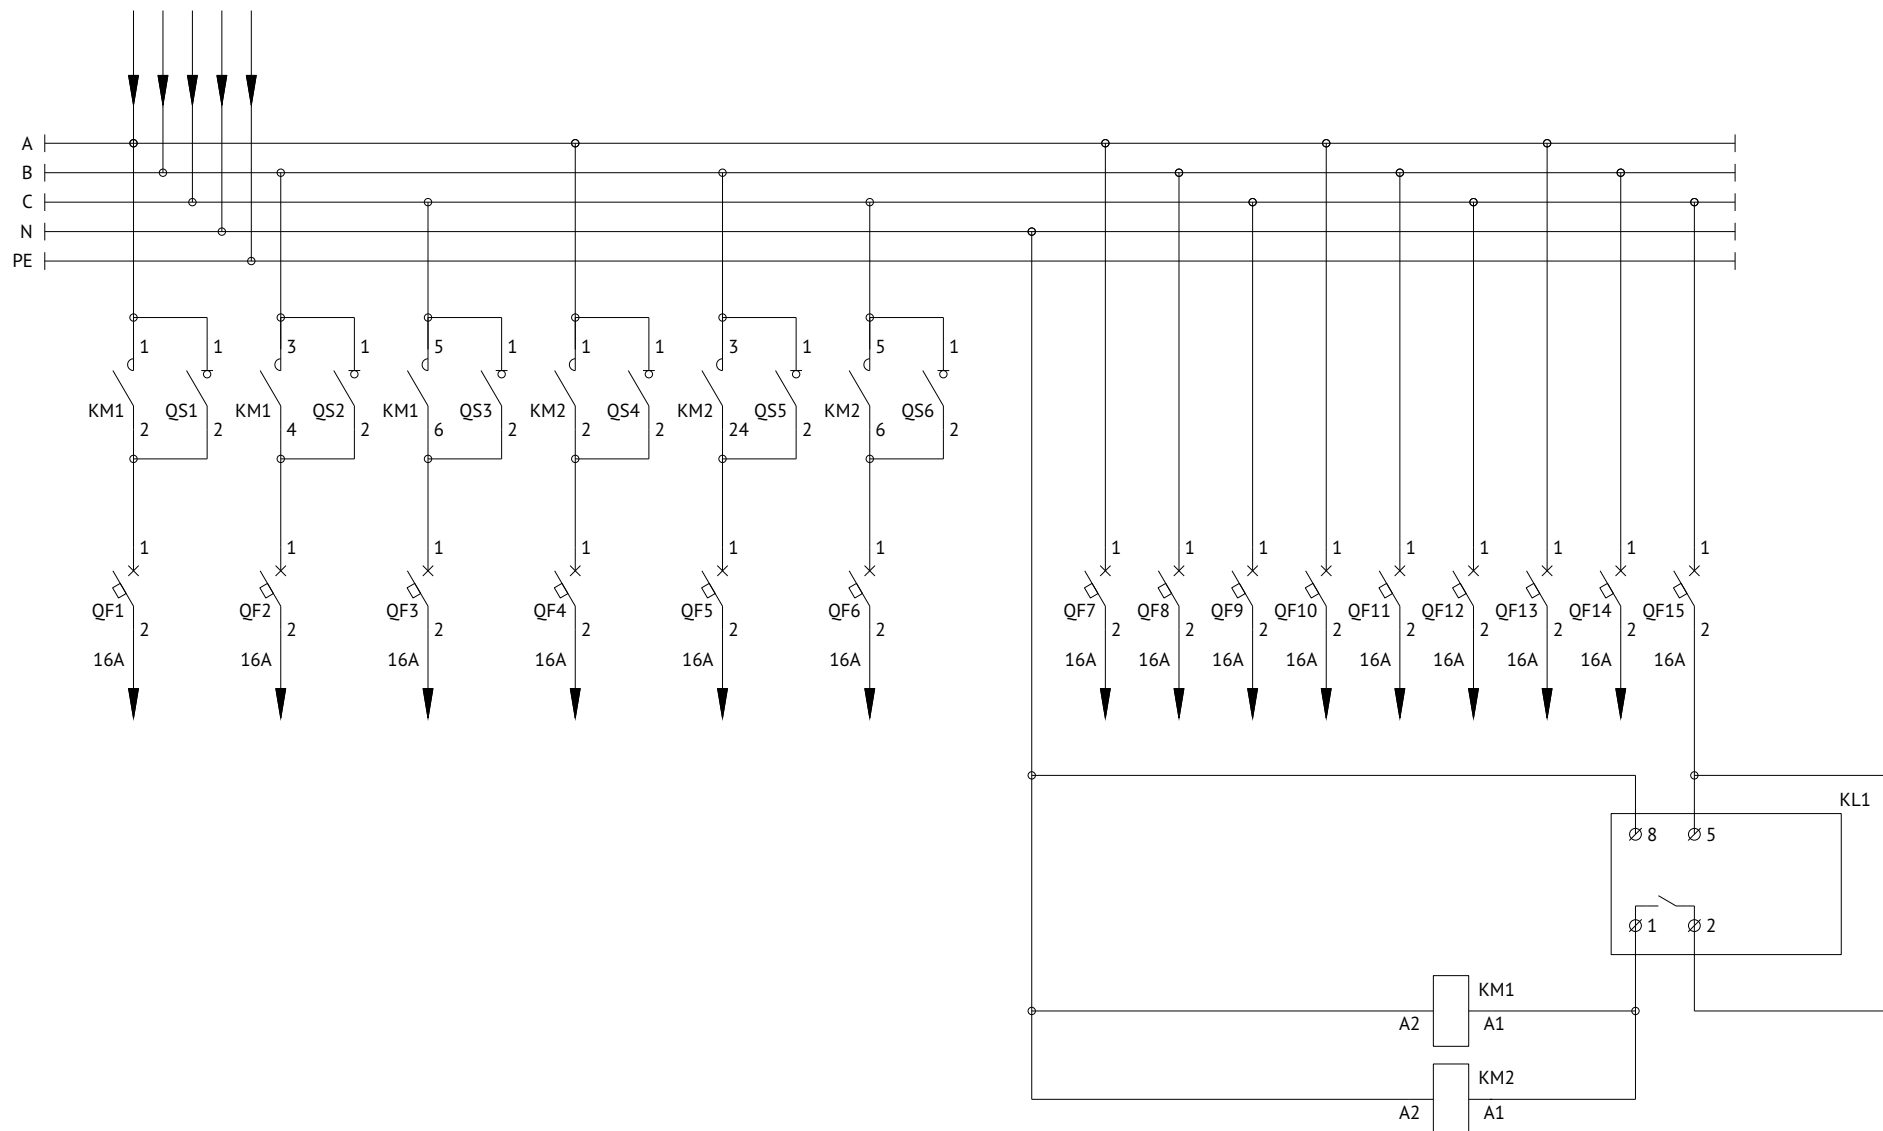 A
B
C
N
PE
1 1 3 1 5 1 1 1 3 1 5 1
KM1 QS1 KM1 QS2 KM1 QS3 KM2 QS4 KM2 QS5 KM2 QS6
2 2 4 2 6 2 2 2 24 2 6 2
1 1 1 1 1 1 1 1 1 1 1 1 1 1 1
QF1 QF2 QF3 QF4 QF5 QF6 QF7 QF8 QF9 QF10 QF11 QF12 QF13 QF14 QF15
2 2 2 2 2 2 2 2 2 2 2 2 2 2 2
16A 16A 16A 16A 16A 16A 16A 16A 16A 16A 16A 16A 16A 16A 16A
KL1
8 5
1 2
KM1
A2 A1
KM2
A2 A1